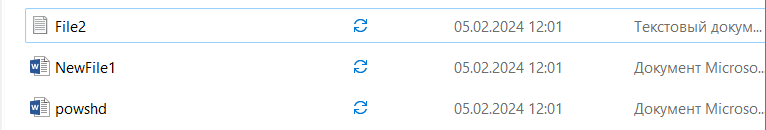 File2 05.02.2024 12:01 Текстовый докум...
NewFile1 05.02.2024 12:01 Документ Microso...
powshd 05.02.2024 12:01 Документ Microso...